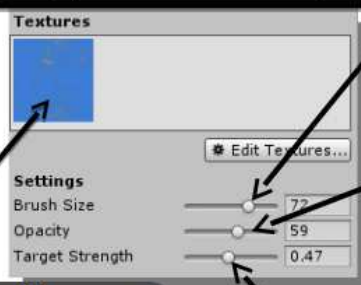 Textures
Edit Textures...
Settings
Brush Size 72
Opacity 59
Target Strength 0.47